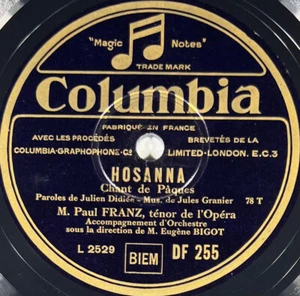 "Magic Notes"
TRADE MARK
Columbia
FABRIQUÉ EN FRANCE
AVEC LES PROCÉDÉS BREVETÉS DE LA
COLUMBIA-GRAPHOPHONE-Cº LIMITED-LONDON. E.C.3
HOSANNA
Chant de Pâques
Paroles de Julien Didiée - Mus. de Jules Granier 78 T
M. Paul FRANZ, ténor de l'Opéra
Accompagnement d'Orchestre
sous la direction de M. Eugène BIGOT
L 2529 BIEM DF 255